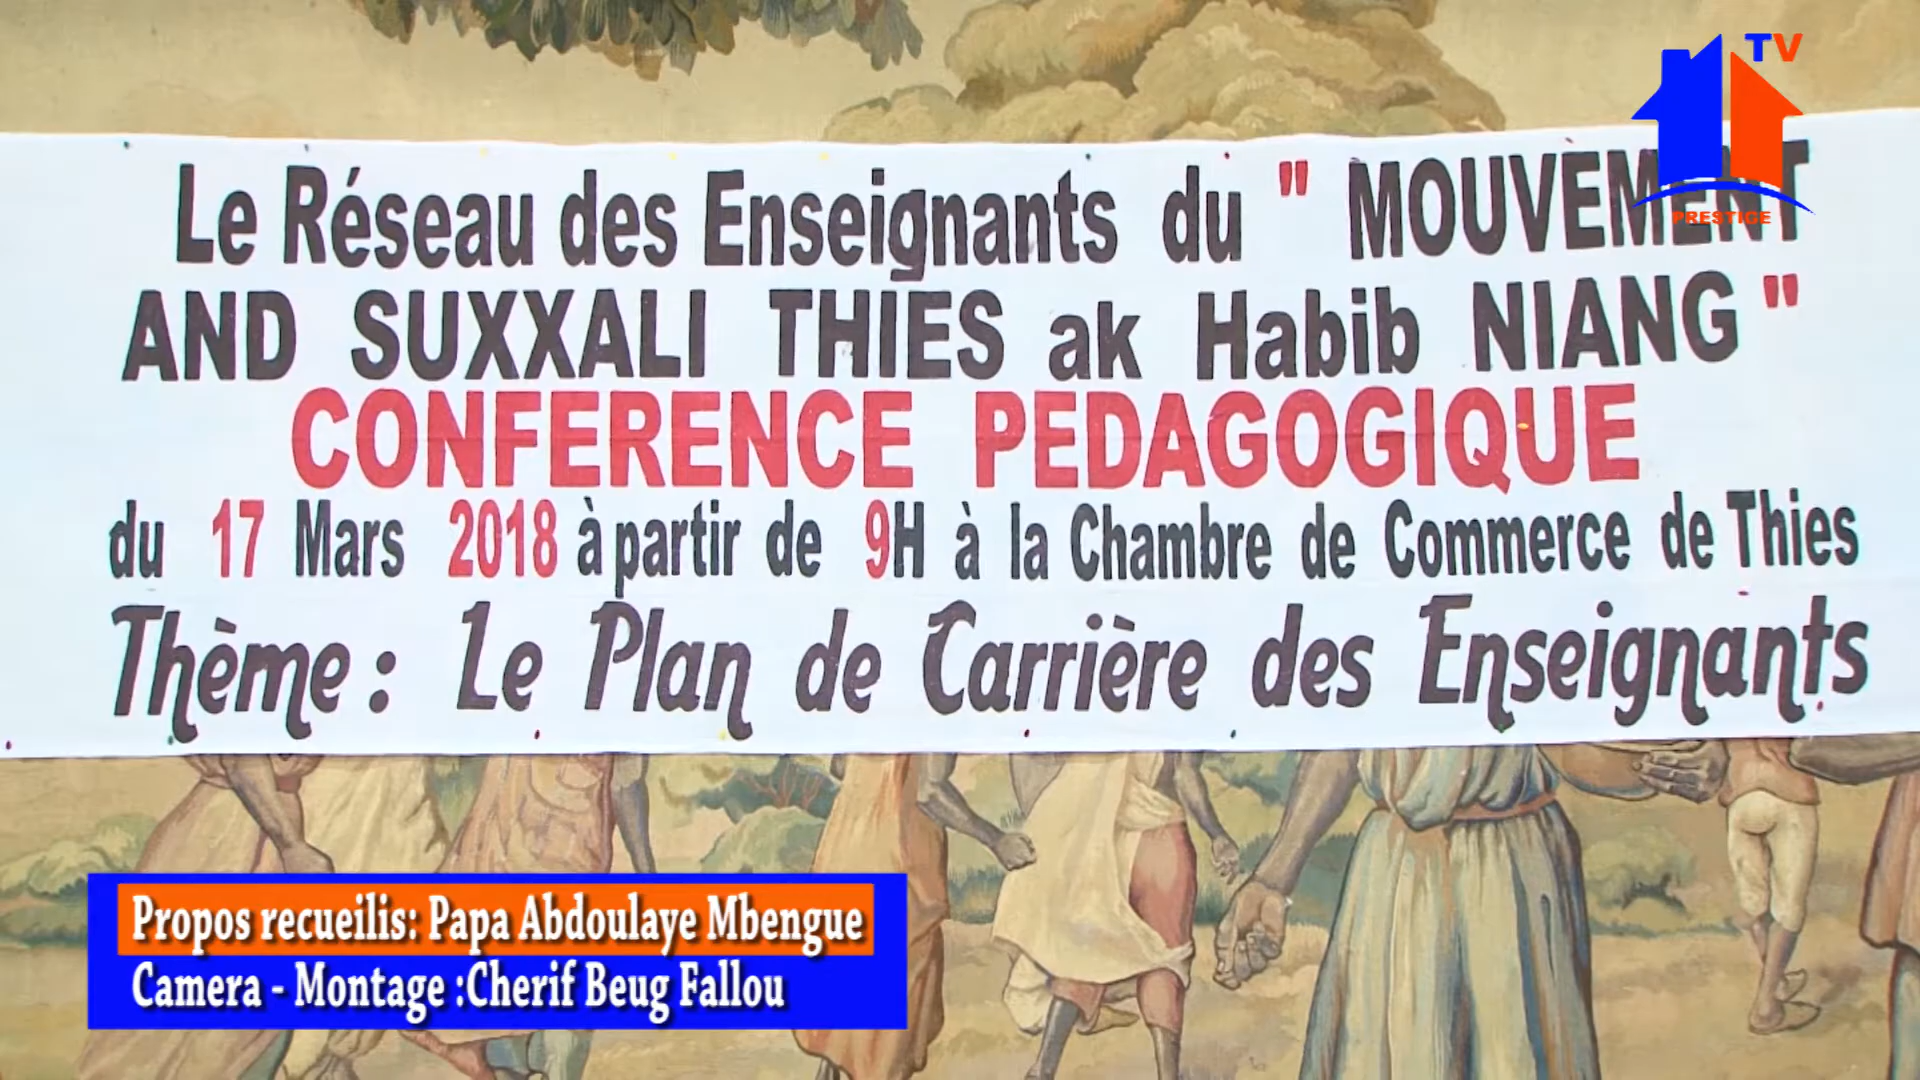 TV
PRESTIGE
Le Réseau des Enseignants du " MOUVEMENT
AND SUXXALI THIES ak Habib NIANG "
CONFERENCE PEDAGOGIQUE
du 17 Mars 2018 à partir de 9H à la Chambre de Commerce de Thies
Thème : Le Plan de Carrière des Enseignants
Propos recueilis: Papa Abdoulaye Mbengue
Camera - Montage :Cherif Beug Fallou